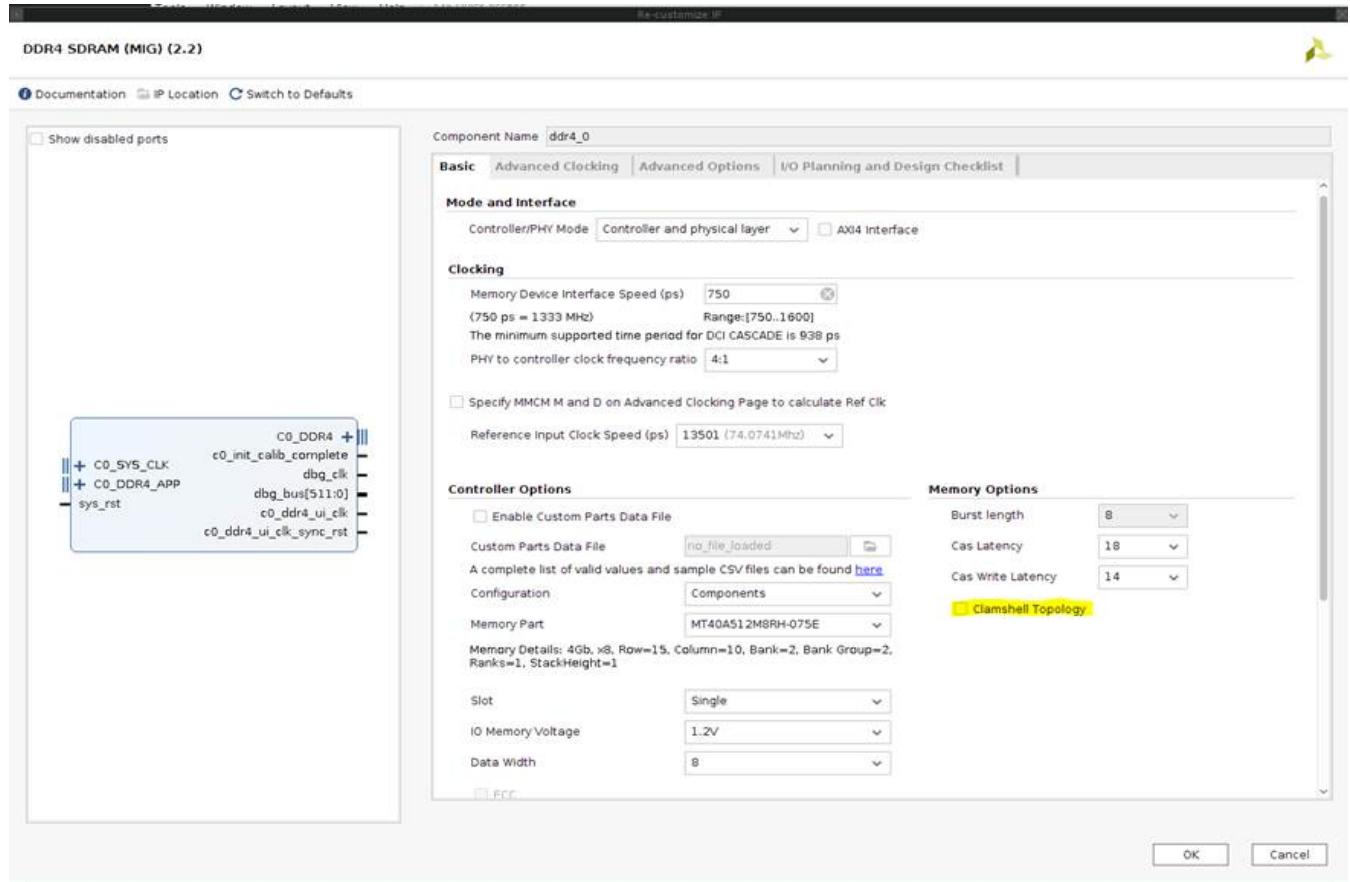 Re-customize IP
DDR4 SDRAM (MIG) (2.2)
Documentation IP Location Switch to Defaults
Show disabled ports
C0_SYS_CLK
C0_DDR4_APP
sys_rst
C0_DDR4
c0_init_calib_complete
dbg_clk
dbg_bus[511:0]
c0_ddr4_ui_clk
c0_ddr4_ui_clk_sync_rst
Component Name ddr4_0
Basic Advanced Clocking Advanced Options I/O Planning and Design Checklist
Mode and Interface
Controller/PHY Mode Controller and physical layer AXI4 Interface
Clocking
Memory Device Interface Speed (ps) 750
(750 ps = 1333 MHz) Range:[750..1600]
The minimum supported time period for DCI CASCADE is 938 ps
PHY to controller clock frequency ratio 4:1
Specify MMCM M and D on Advanced Clocking Page to calculate Ref Clk
Reference Input Clock Speed (ps) 13501 (74.0741Mhz)
Controller Options
Enable Custom Parts Data File
Custom Parts Data File no_file_loaded
A complete list of valid values and sample CSV files can be found here
Configuration Components
Memory Part MT40A512M8RH-075E
Memory Details: 4Gb, x8, Row=15, Column=10, Bank=2, Bank Group=2,
Ranks=1, StackHeight=1
Slot Single
IO Memory Voltage 1.2V
Data Width 8
ECC
Memory Options
Burst length 8
Cas Latency 18
Cas Write Latency 14
Clamshell Topology
OK Cancel